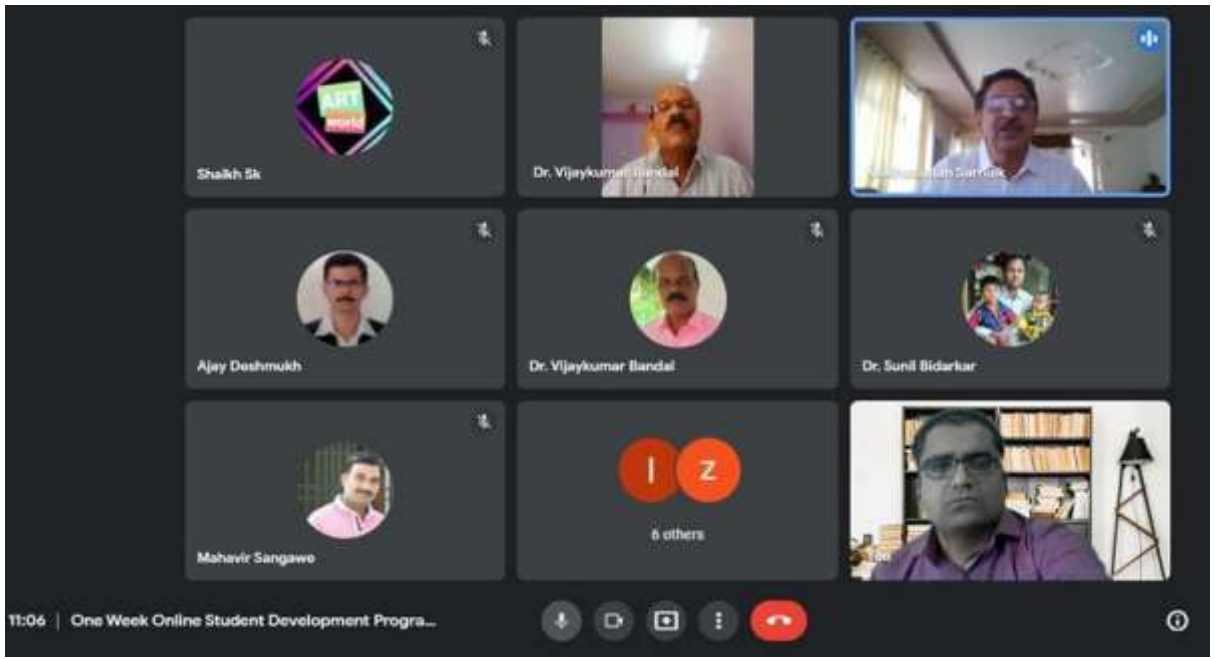 ART
world
Shaikh Sk
Dr. Vijaykumar Bandal
Sarnaik
Ajay Deshmukh
Dr. Vijaykumar Bandal
Dr. Sunil Bidarkar
Mahavir Sangawe
I
Z
6 others
11:06 | One Week Online Student Development Progra...